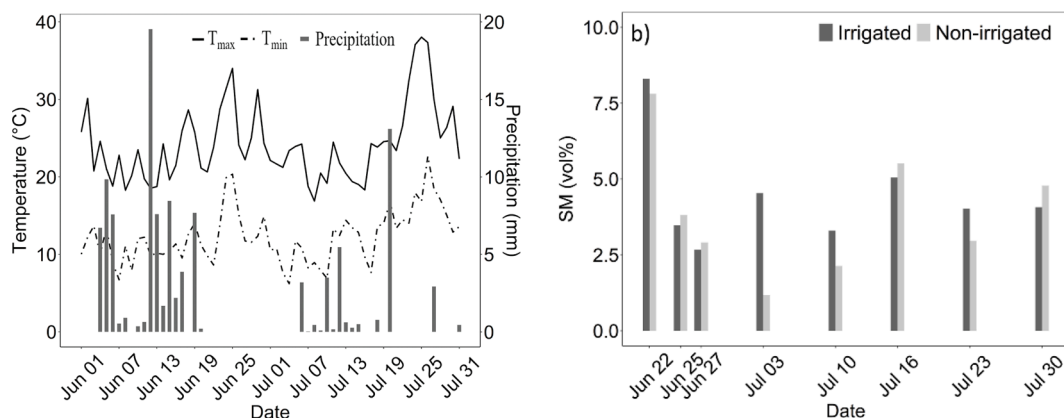 40
30
20
10
0
Temperature (°C)
Tmax Tmin Precipitation
20
15
10
5
0
Precipitation (mm)
Jun 01
Jun 07
Jun 13
Jun 19
Jun 25
Jul 01
Jul 07
Jul 13
Jul 19
Jul 25
Jul 31
Date
b)
Irrigated Non-irrigated
10.0
7.5
5.0
2.5
0.0
SM (vol%)
Jun 22
Jun 25
Jun 27
Jul 03
Jul 10
Jul 16
Jul 23
Jul 30
Date